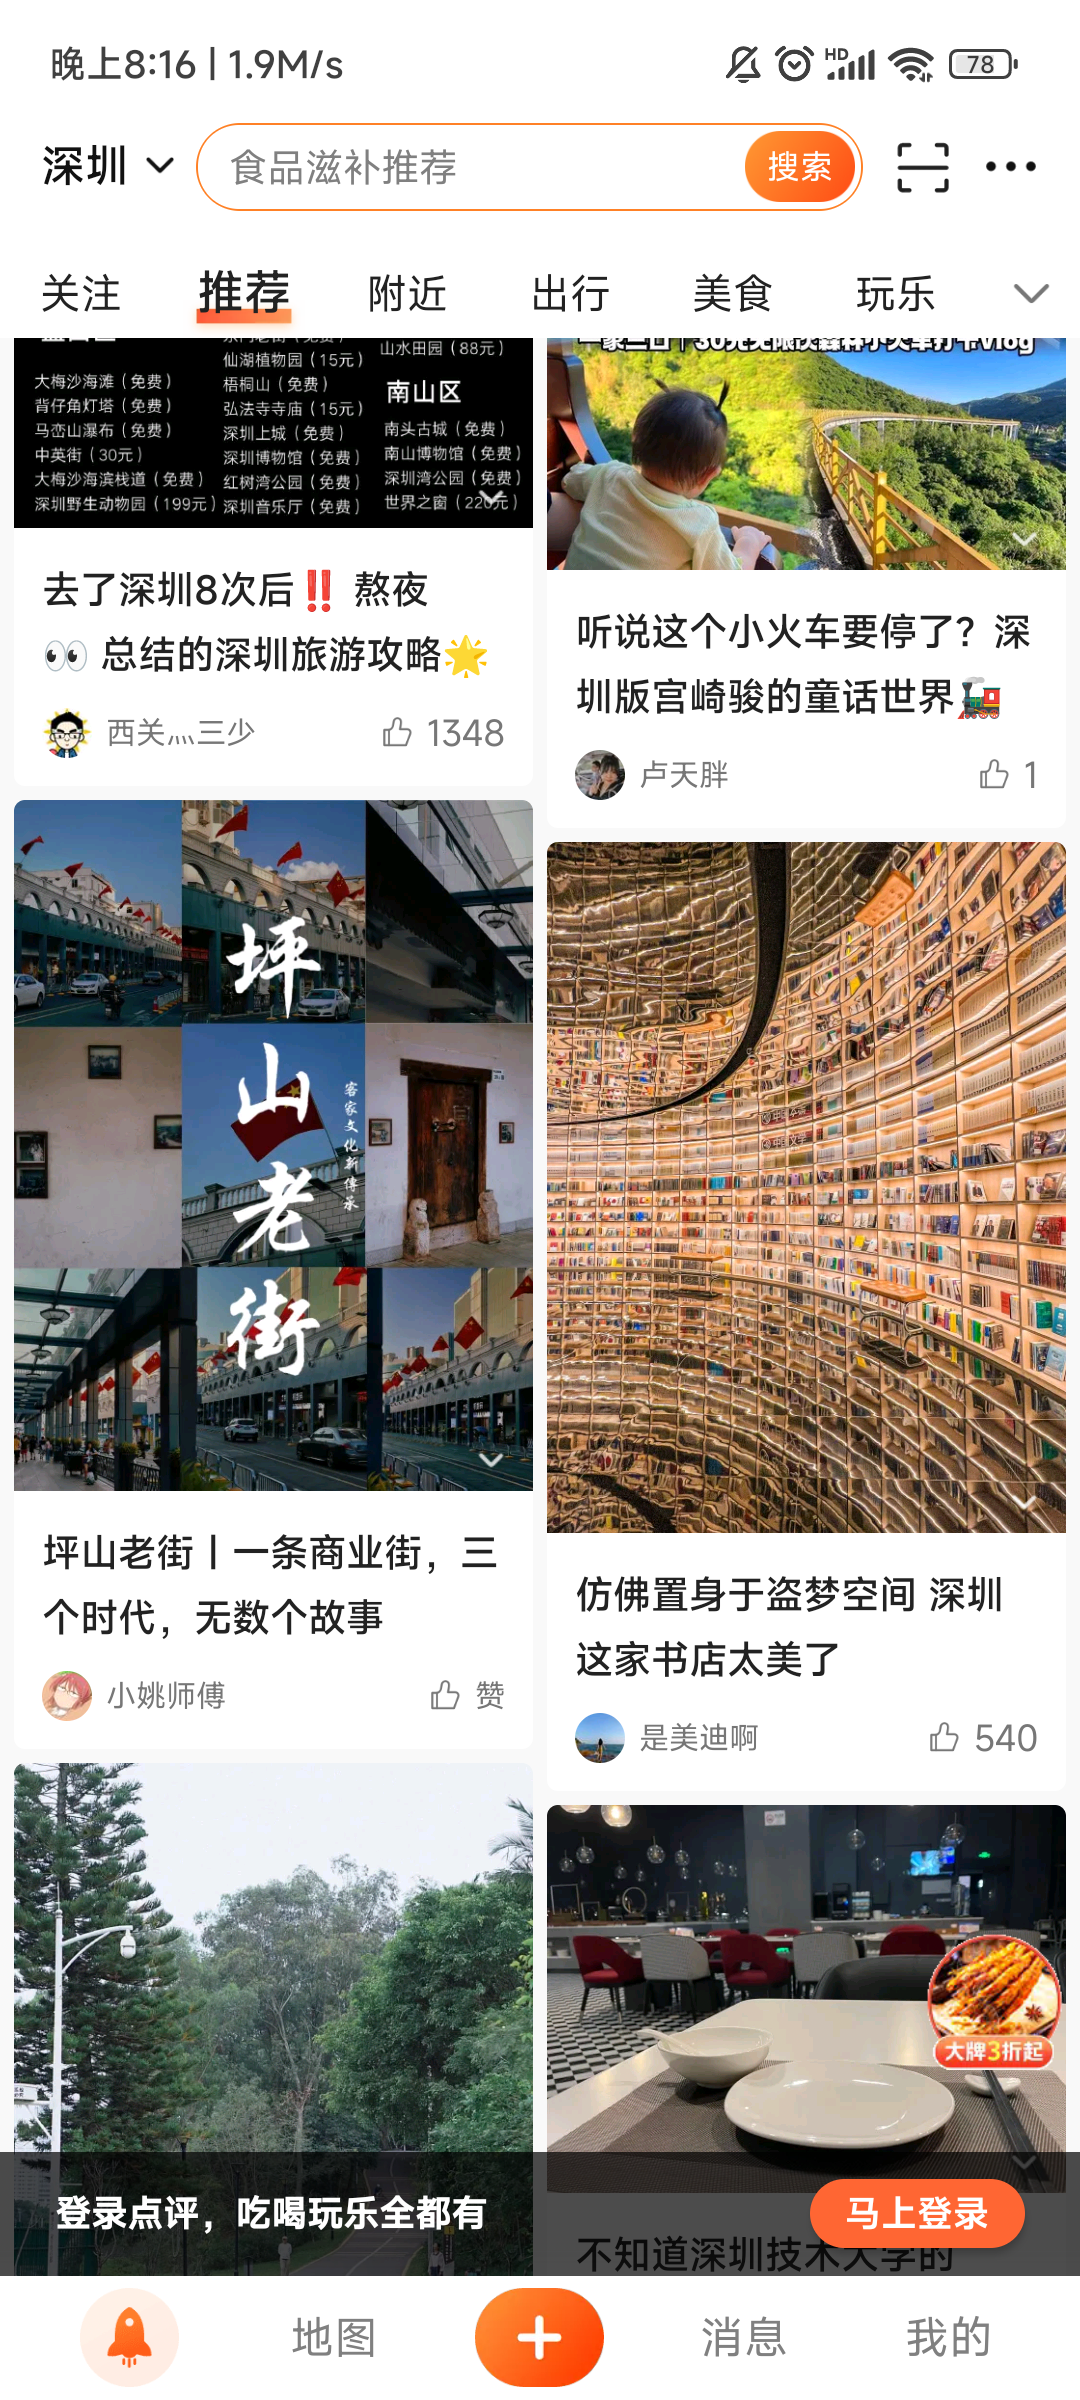 晚上8:16 | 1.9M/s
HD
78
深圳
食品滋补推荐
搜索
关注
推荐
附近
出行
美食
玩乐
大梅沙海滩（免费）
背仔角灯塔（免费）
马峦山瀑布（免费）
中英街（30元）
大梅沙海滨栈道（免费）
深圳野生动物园（199元）
仙湖植物园（15元）
梧桐山（免费）
弘法寺寺庙（15元）
深圳上城（免费）
深圳博物馆（免费）
红树湾公园（免费）
深圳音乐厅（免费）
山水田园（88元）
南山区
南头古城（免费）
南山博物馆（免费）
深圳湾公园（免费）
世界之窗（220元）
去了深圳8次后‼️ 熬夜
👀 总结的深圳旅游攻略🌟
西关灬三少
1348
听说这个小火车要停了？深
圳版宫崎骏的童话世界🚂
卢天胖
1
坪
山
老
街
客家文化新傳承
坪山老街丨一条商业街，三
个时代，无数个故事
小姚师傅
赞
仿佛置身于盗梦空间 深圳
这家书店太美了
是美迪啊
540
大牌3折起
登录点评，吃喝玩乐全都有
马上登录
不知道深圳技术大学的
地图
消息
我的